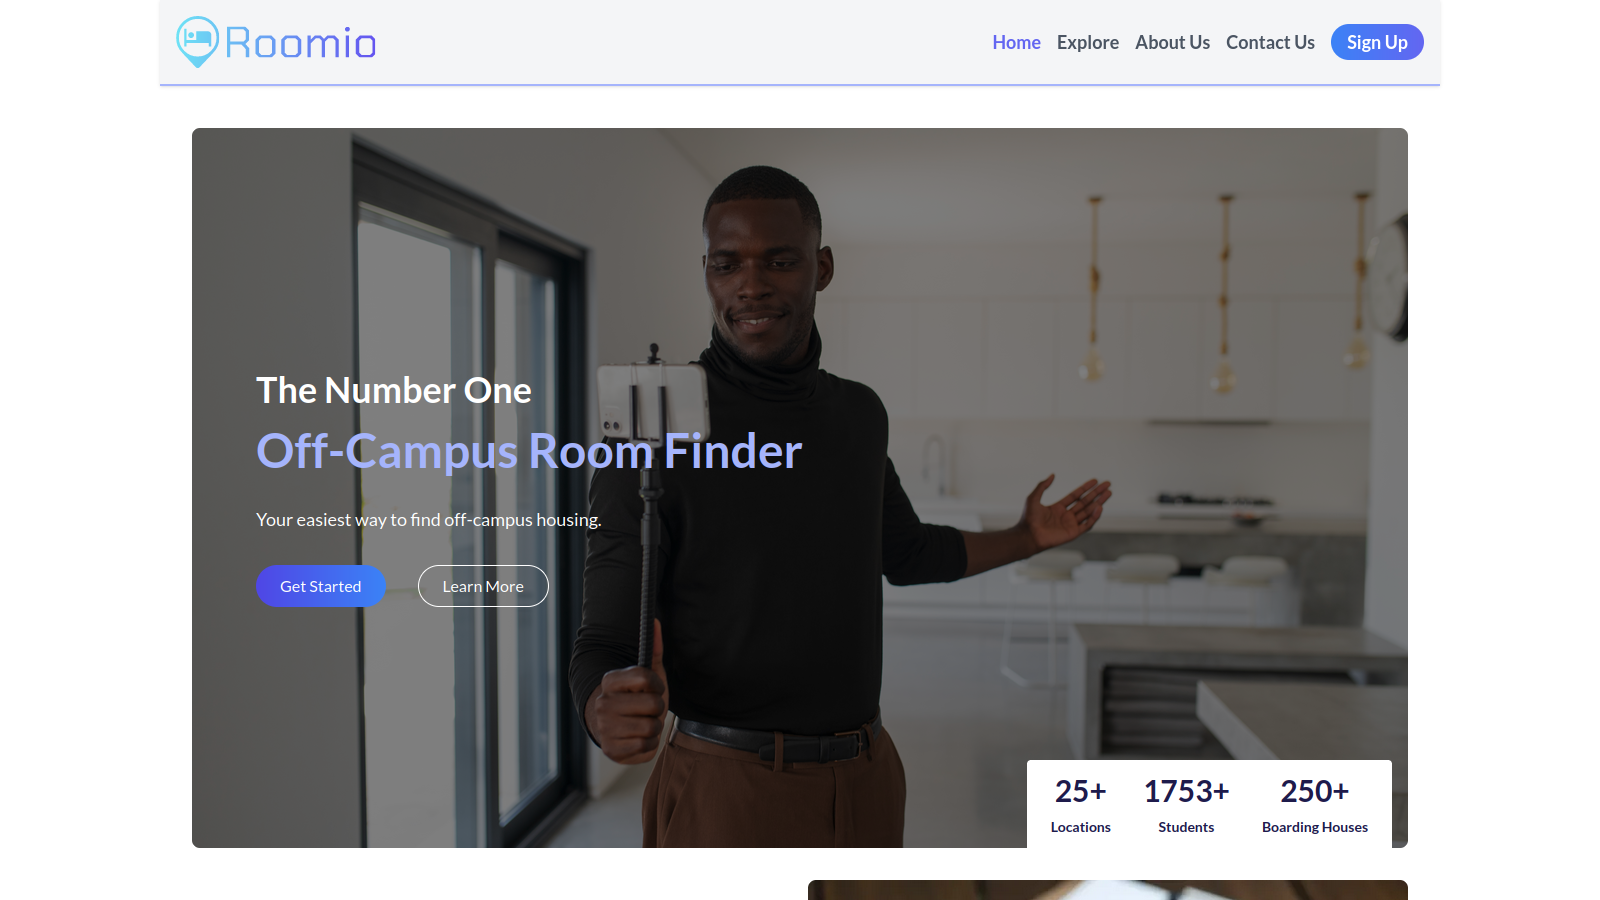 Roomio
Home Explore About Us Contact Us Sign Up
The Number One
Off-Campus Room Finder
Your easiest way to find off-campus housing.
Get Started Learn More
25+ 1753+ 250+
Locations Students Boarding Houses